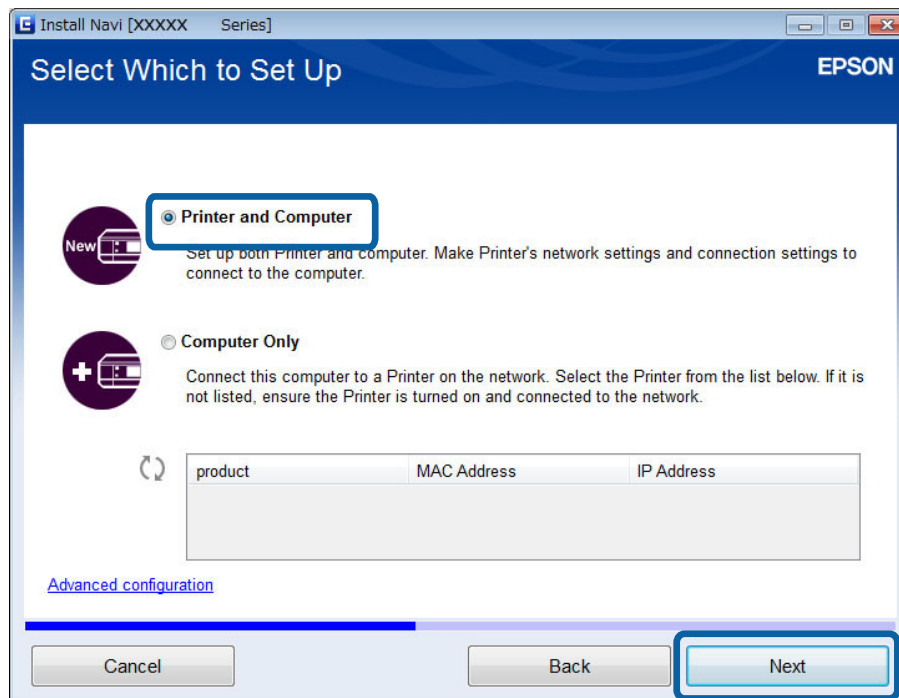 Install Navi [XXXXX Series]
Select Which to Set Up
EPSON
Printer and Computer
New
Set up both Printer and computer. Make Printer's network settings and connection settings to
connect to the computer.
Computer Only
Connect this computer to a Printer on the network. Select the Printer from the list below. If it is
not listed, ensure the Printer is turned on and connected to the network.
product MAC Address IP Address
Advanced configuration
Cancel Back Next